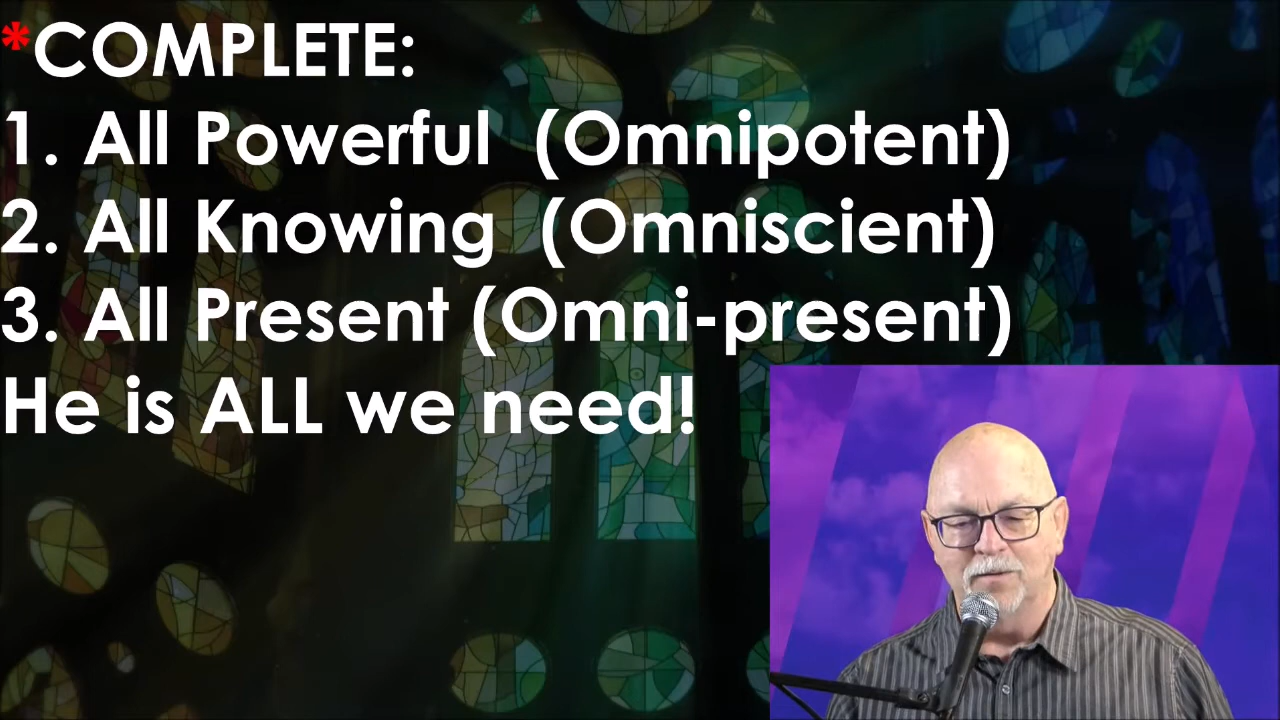 *COMPLETE:
1. All Powerful (Omnipotent)
2. All Knowing (Omniscient)
3. All Present (Omni-present)
He is ALL we need!